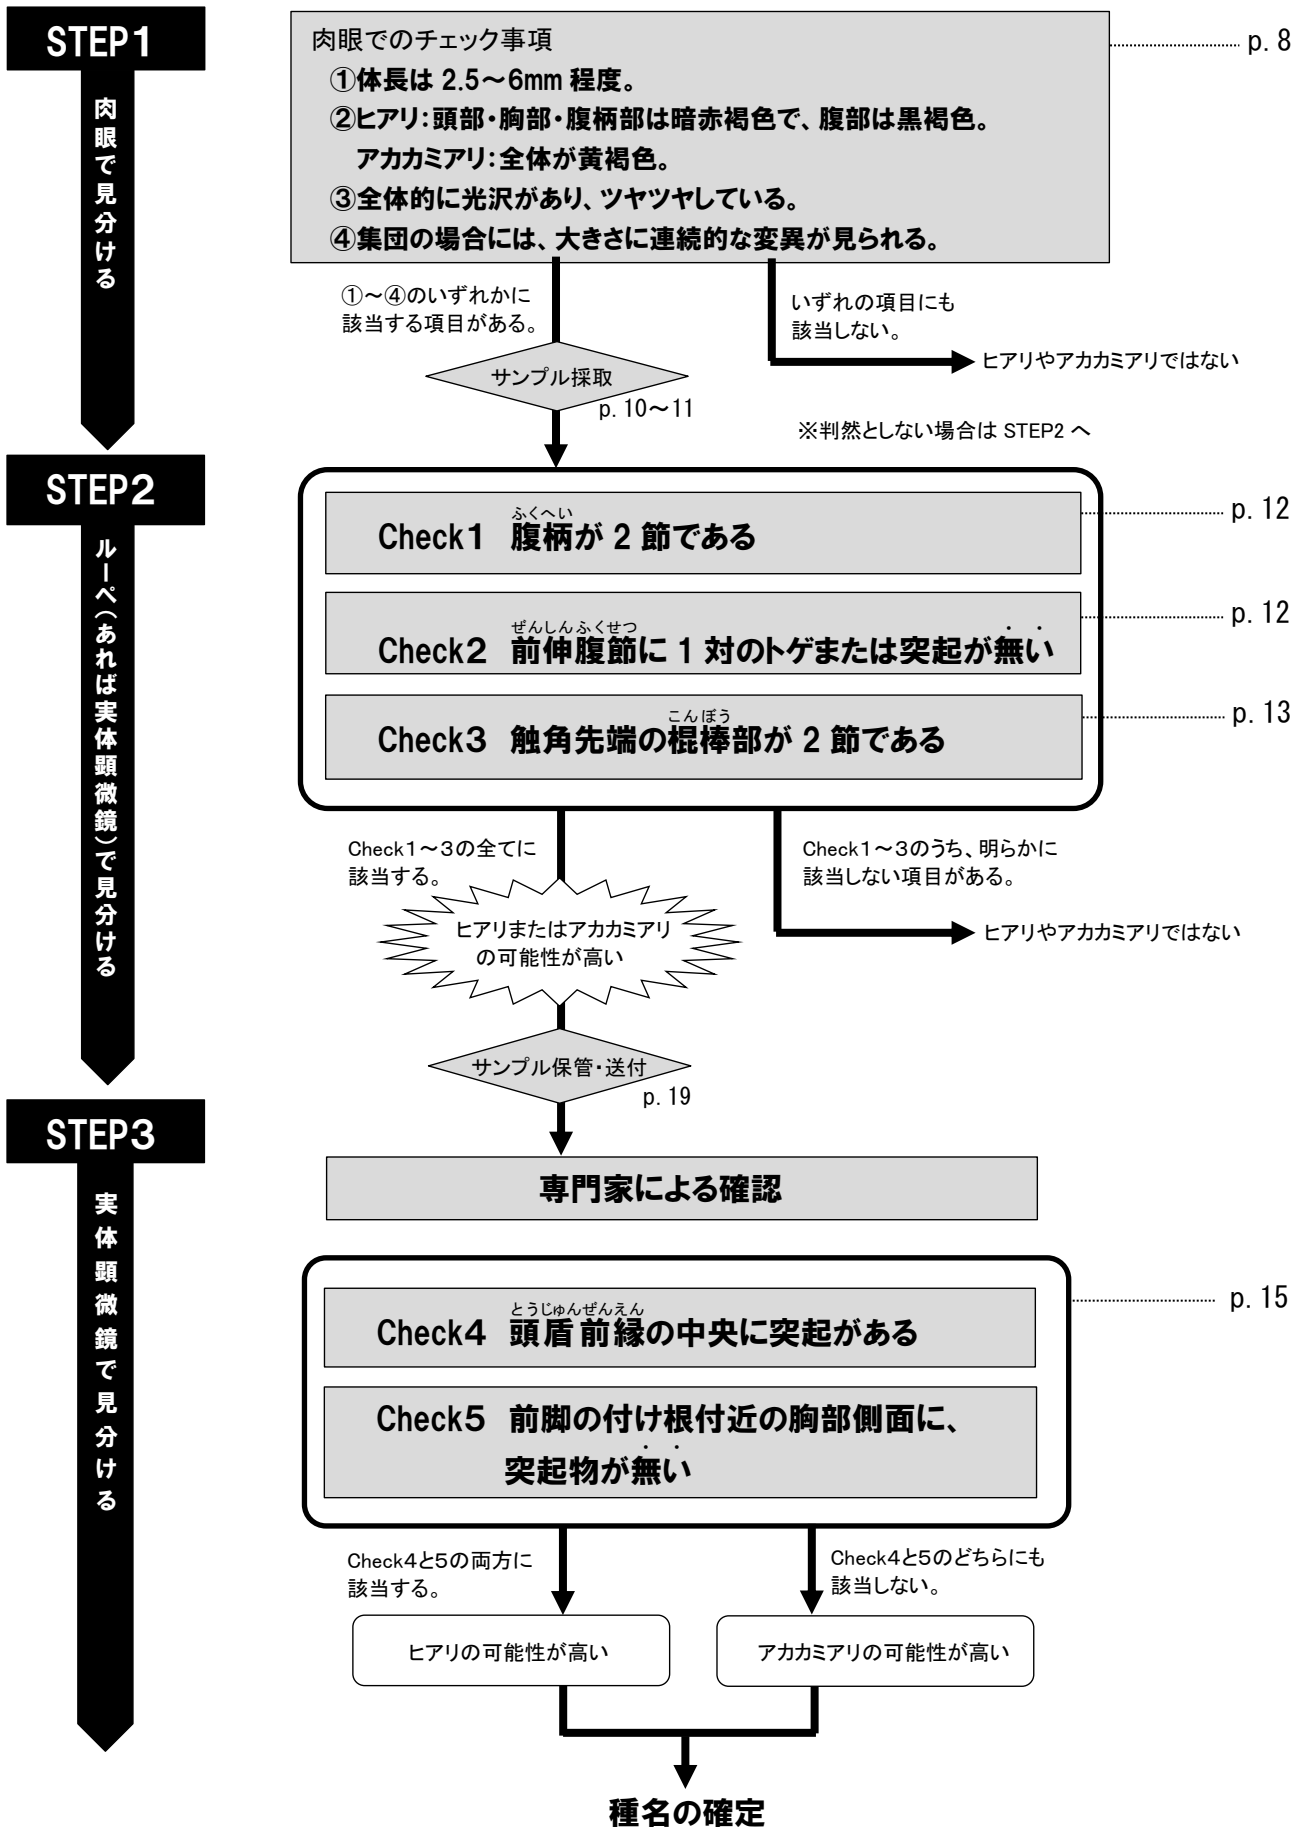 STEP1
肉眼で見分ける
肉眼でのチェック事項
①体長は 2.5～6mm 程度。
②ヒアリ：頭部・胸部・腹柄部は暗赤褐色で、腹部は黒褐色。
アカカミアリ：全体が黄褐色。
③全体的に光沢があり、ツヤツヤしている。
④集団の場合には、大きさに連続的な変異が見られる。
p. 8
①～④のいずれかに
該当する項目がある。
いずれの項目にも
該当しない。
サンプル採取
p. 10～11
ヒアリやアカカミアリではない
※判然としない場合は STEP2 へ
STEP2
ルーペ（あれば実体顕微鏡）で見分ける
ふくへい
Check1 腹柄が 2 節である
p. 12
ぜんしんふくせつ
Check2 前伸腹節に 1 対のトゲまたは突起が無い
p. 12
こんぼう
Check3 触角先端の棍棒部が 2 節である
p. 13
Check1～3の全てに
該当する。
Check1～3のうち、明らかに
該当しない項目がある。
ヒアリまたはアカカミアリ
の可能性が高い
ヒアリやアカカミアリではない
サンプル保管・送付
p. 19
STEP3
実体顕微鏡で見分ける
専門家による確認
とうじゅんぜんえん
Check4 頭盾前縁の中央に突起がある
p. 15
Check5 前脚の付け根付近の胸部側面に、
突起物が無い
Check4と5の両方に
該当する。
Check4と5のどちらにも
該当しない。
ヒアリの可能性が高い
アカカミアリの可能性が高い
種名の確定